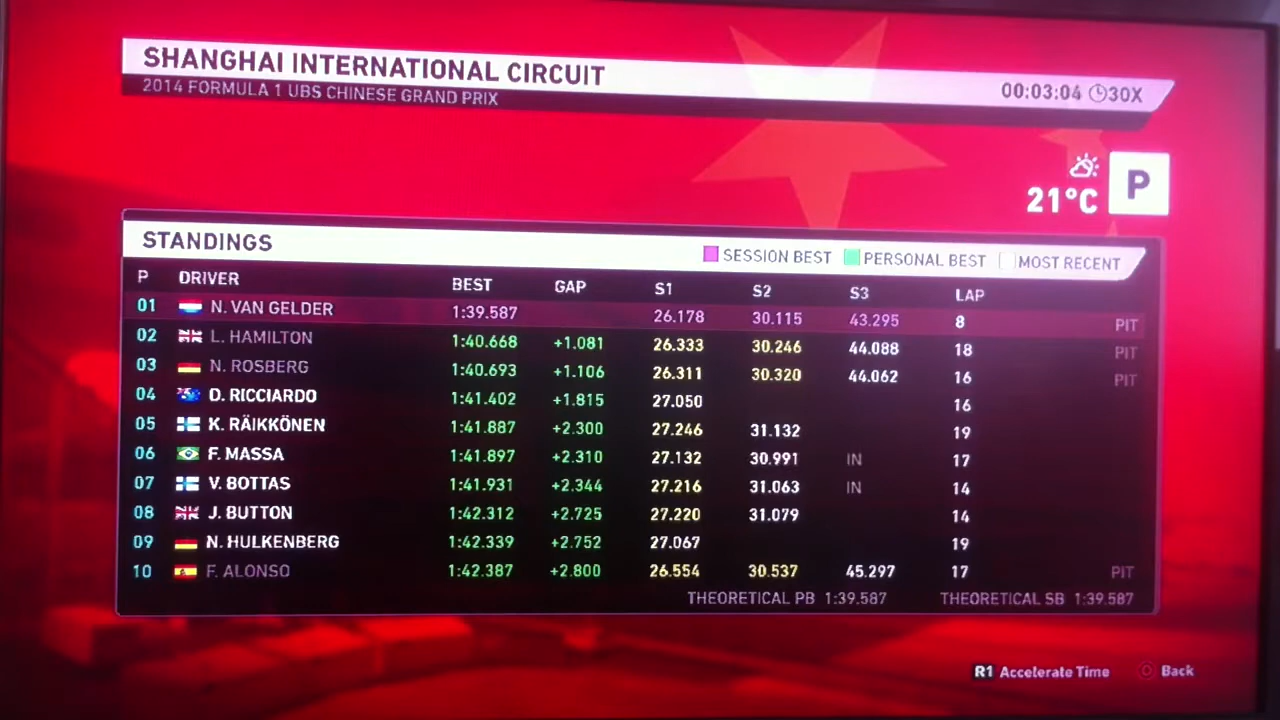 SHANGHAI INTERNATIONAL CIRCUIT
2014 FORMULA 1 UBS CHINESE GRAND PRIX
00:03:04 30X
21°C P
STANDINGS
SESSION BEST PERSONAL BEST MOST RECENT
P DRIVER BEST GAP S1 S2 S3 LAP
01 N. VAN GELDER 1:39.587 26.178 30.115 43.295 8 PIT
02 L. HAMILTON 1:40.668 +1.081 26.333 30.246 44.088 18 PIT
03 N. ROSBERG 1:40.693 +1.106 26.311 30.320 44.062 16 PIT
04 D. RICCIARDO 1:41.402 +1.815 27.050 16
05 K. RÄIKKÖNEN 1:41.887 +2.300 27.246 31.132 19
06 F. MASSA 1:41.897 +2.310 27.132 30.991 IN 17
07 V. BOTTAS 1:41.931 +2.344 27.216 31.063 IN 14
08 J. BUTTON 1:42.312 +2.725 27.220 31.079 14
09 N. HULKENBERG 1:42.339 +2.752 27.067 19
10 F. ALONSO 1:42.387 +2.800 26.554 30.537 45.297 17 PIT
THEORETICAL PB 1:39.587 THEORETICAL SB 1:39.587
R1 Accelerate Time Back